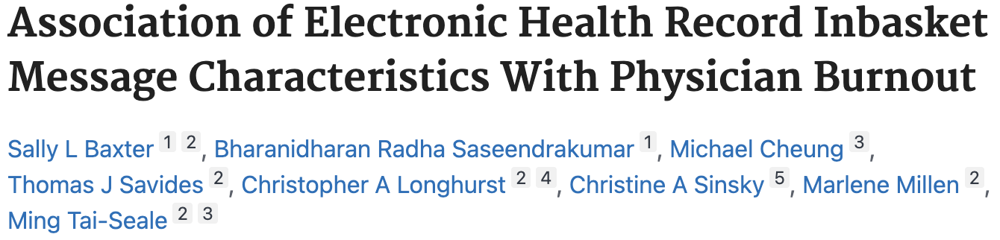 Association of Electronic Health Record Inbasket
Message Characteristics With Physician Burnout
Sally L Baxter 1 2, Bharanidharan Radha Saseendrakumar 1, Michael Cheung 3,
Thomas J Savides 2, Christopher A Longhurst 2 4, Christine A Sinsky 5, Marlene Millen 2,
Ming Tai-Seale 2 3